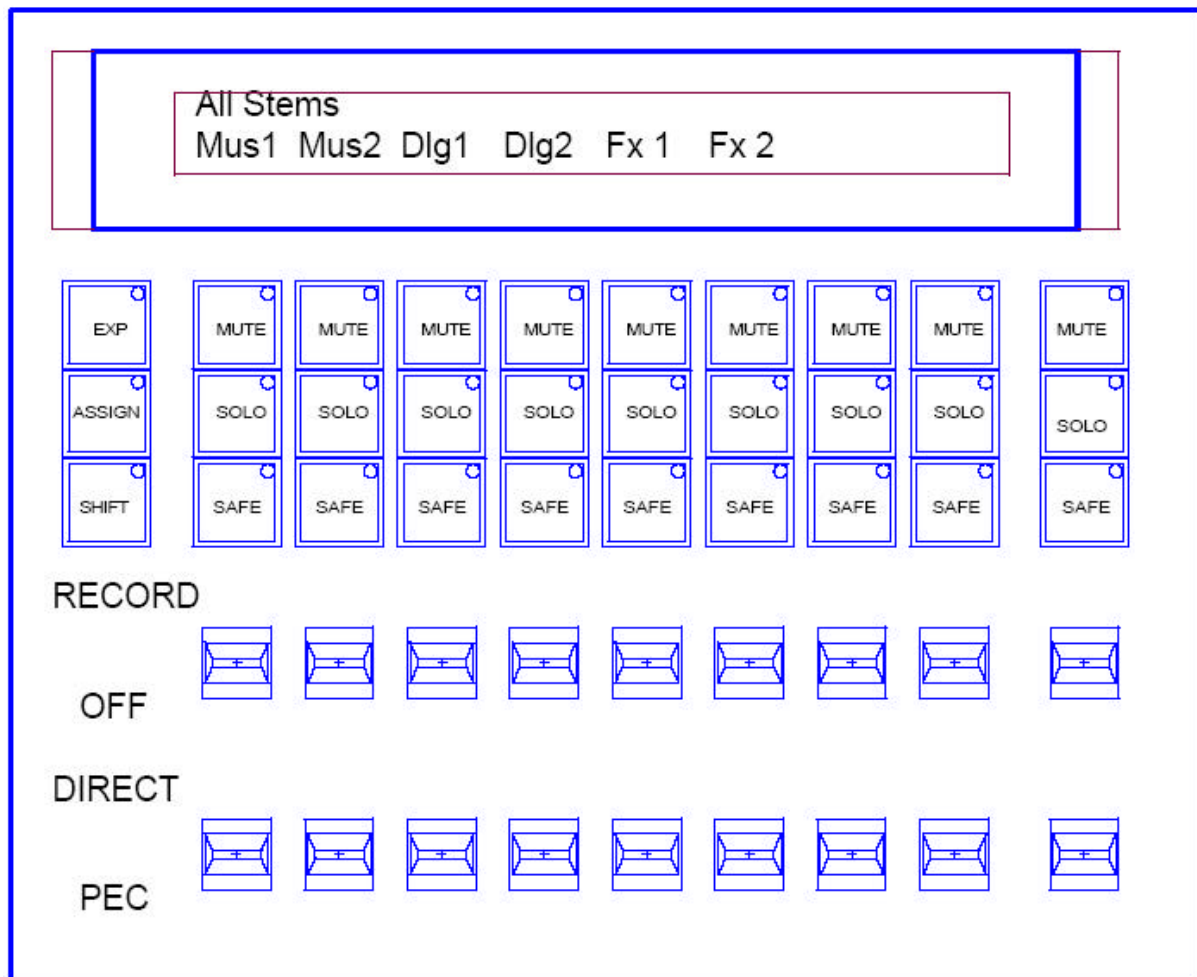 All Stems
Mus1 Mus2 Dlg1 Dlg2 Fx 1 Fx 2
EXP MUTE MUTE MUTE MUTE MUTE MUTE MUTE MUTE MUTE
ASSIGN SOLO SOLO SOLO SOLO SOLO SOLO SOLO SOLO SOLO
SHIFT SAFE SAFE SAFE SAFE SAFE SAFE SAFE SAFE SAFE
RECORD
OFF
DIRECT
PEC